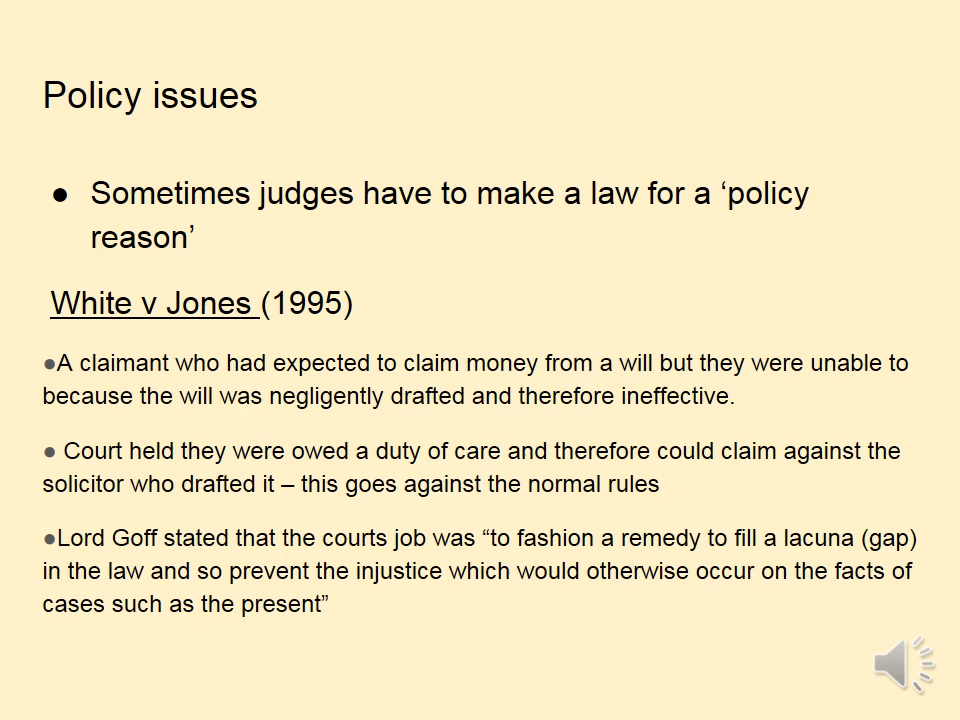 Policy issues
● Sometimes judges have to make a law for a ‘policy
reason’
White v Jones (1995)
●A claimant who had expected to claim money from a will but they were unable to
because the will was negligently drafted and therefore ineffective.
● Court held they were owed a duty of care and therefore could claim against the
solicitor who drafted it – this goes against the normal rules
●Lord Goff stated that the courts job was “to fashion a remedy to fill a lacuna (gap)
in the law and so prevent the injustice which would otherwise occur on the facts of
cases such as the present”